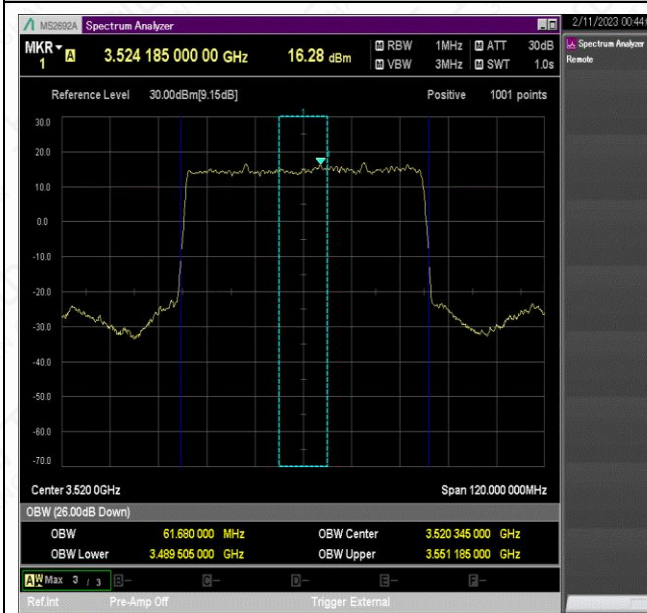 MS2692A Spectrum Analyzer
2/11/2023 00:44:
MKR 1 A 3.524 185 000 00 GHz 16.28 dBm
M RBW 1MHz M ATT 30dB
M VBW 3MHz M SWT 1.0s
Spectrum Analyzer
Remote
Reference Level 30.00dBm[9.15dB] Positive 1001 points
30.0
20.0
10.0
0.0
-10.0
-20.0
-30.0
-40.0
-50.0
-60.0
-70.0
Center 3.520 0GHz Span 120.000 000MHz
OBW (26.00dB Down)
OBW 61.680 000 MHz OBW Center 3.520 345 000 GHz
OBW Lower 3.489 505 000 GHz OBW Upper 3.551 185 000 GHz
A W Max 3 / 3 B- C- D- E- F-
Ref.Int Pre-Amp Off Trigger External